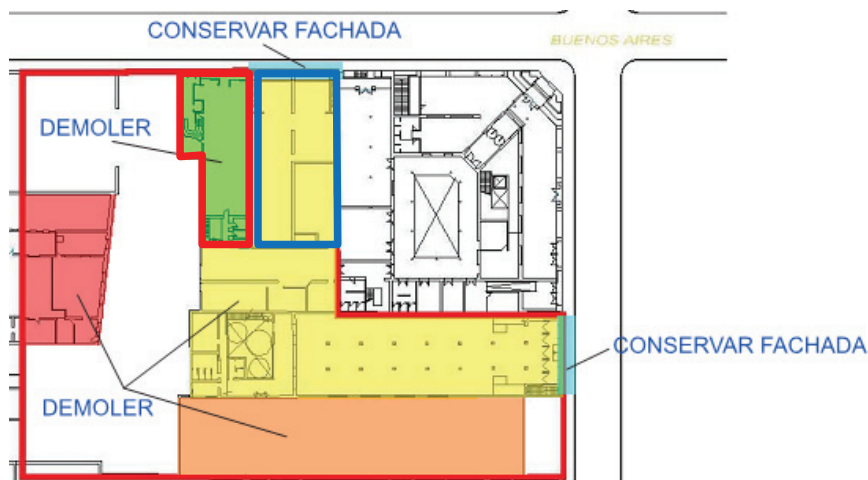 CONSERVAR FACHADA
BUENOS AIRES
DEMOLER
CONSERVAR FACHADA
DEMOLER